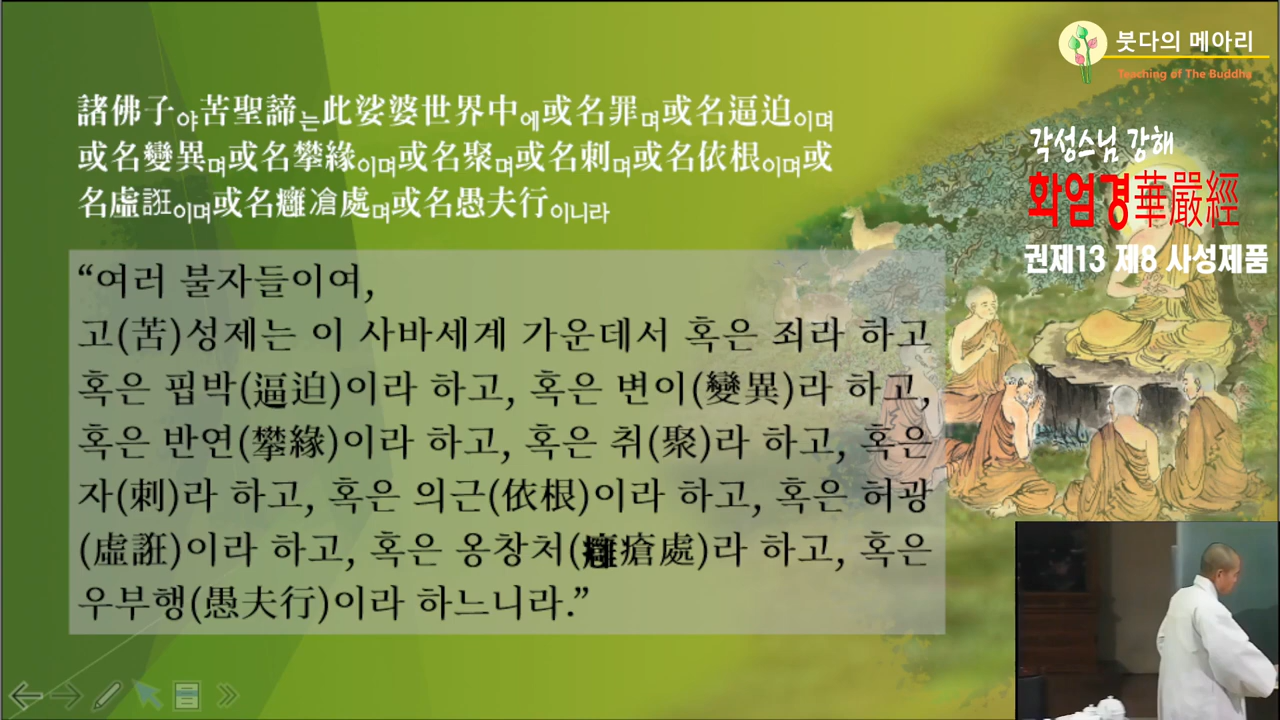 붓다의 메아리
Teaching of The Buddha
각성스님 강해
화엄경華嚴經
권제13 제8 사성제품
諸佛子야苦聖諦는此娑婆世界中에或名罪며或名逼迫이며
或名變異며或名攀緣이며或名聚며或名刺며或名依根이며或
名虛誑이며或名癰滄處며或名愚夫行이니라
“여러 불자들이여,
고(苦)성제는 이 사바세계 가운데서 혹은 죄라 하고
혹은 핍박(逼迫)이라 하고, 혹은 변이(變異)라 하고,
혹은 반연(攀緣)이라 하고, 혹은 취(聚)라 하고, 혹은
자(刺)라 하고, 혹은 의근(依根)이라 하고, 혹은 허광
(虛誑)이라 하고, 혹은 옹창처(癰瘡處)라 하고, 혹은
우부행(愚夫行)이라 하느니라.”